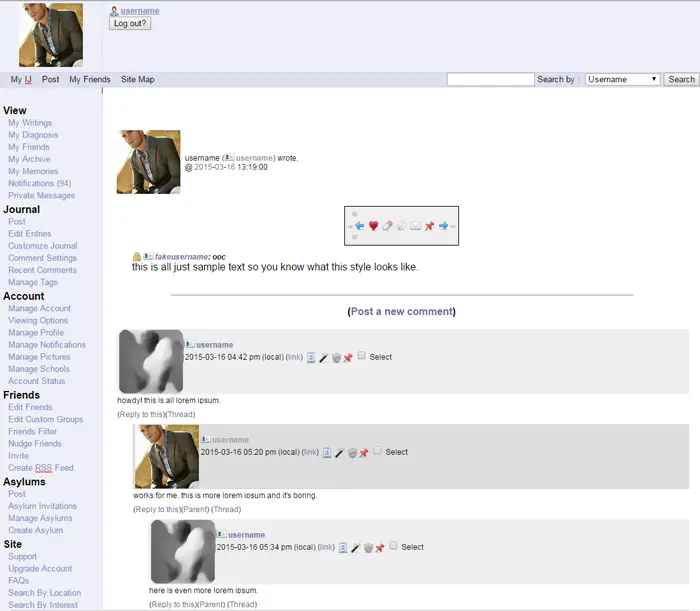 username
Log out?
My IJ Post My Friends Site Map
Search by : Username Search
View
My Writings
My Diagnosis
My Friends
My Archive
My Memories
Notifications (94)
Private Messages
Journal
Post
Edit Entries
Customize Journal
Comment Settings
Recent Comments
Manage Tags
Account
Manage Account
Viewing Options
Manage Profile
Manage Notifications
Manage Pictures
Manage Schools
Account Status
Friends
Edit Friends
Edit Custom Groups
Friends Filter
Nudge Friends
Invite
Create RSS Feed
Asylums
Post
Asylum Invitations
Manage Asylums
Create Asylum
Site
Support
Upgrade Account
FAQs
Search By Location
Search By Interest
username (username) wrote,
@ 2015-03-16 13:19:00
fakeusername: ooc
this is all just sample text so you know what this style looks like.
(Post a new comment)
username
2015-03-16 04:42 pm (local) (link) Select
howdy! this is all lorem ipsum.
(Reply to this)(Thread)
username
2015-03-16 05:20 pm (local) (link) Select
works for me. this is more lorem ipsum and it's boring.
(Reply to this)(Parent) (Thread)
username
2015-03-16 05:34 pm (local) (link) Select
here is even more lorem ipsum.
(Reply to this)(Parent) (Thread)